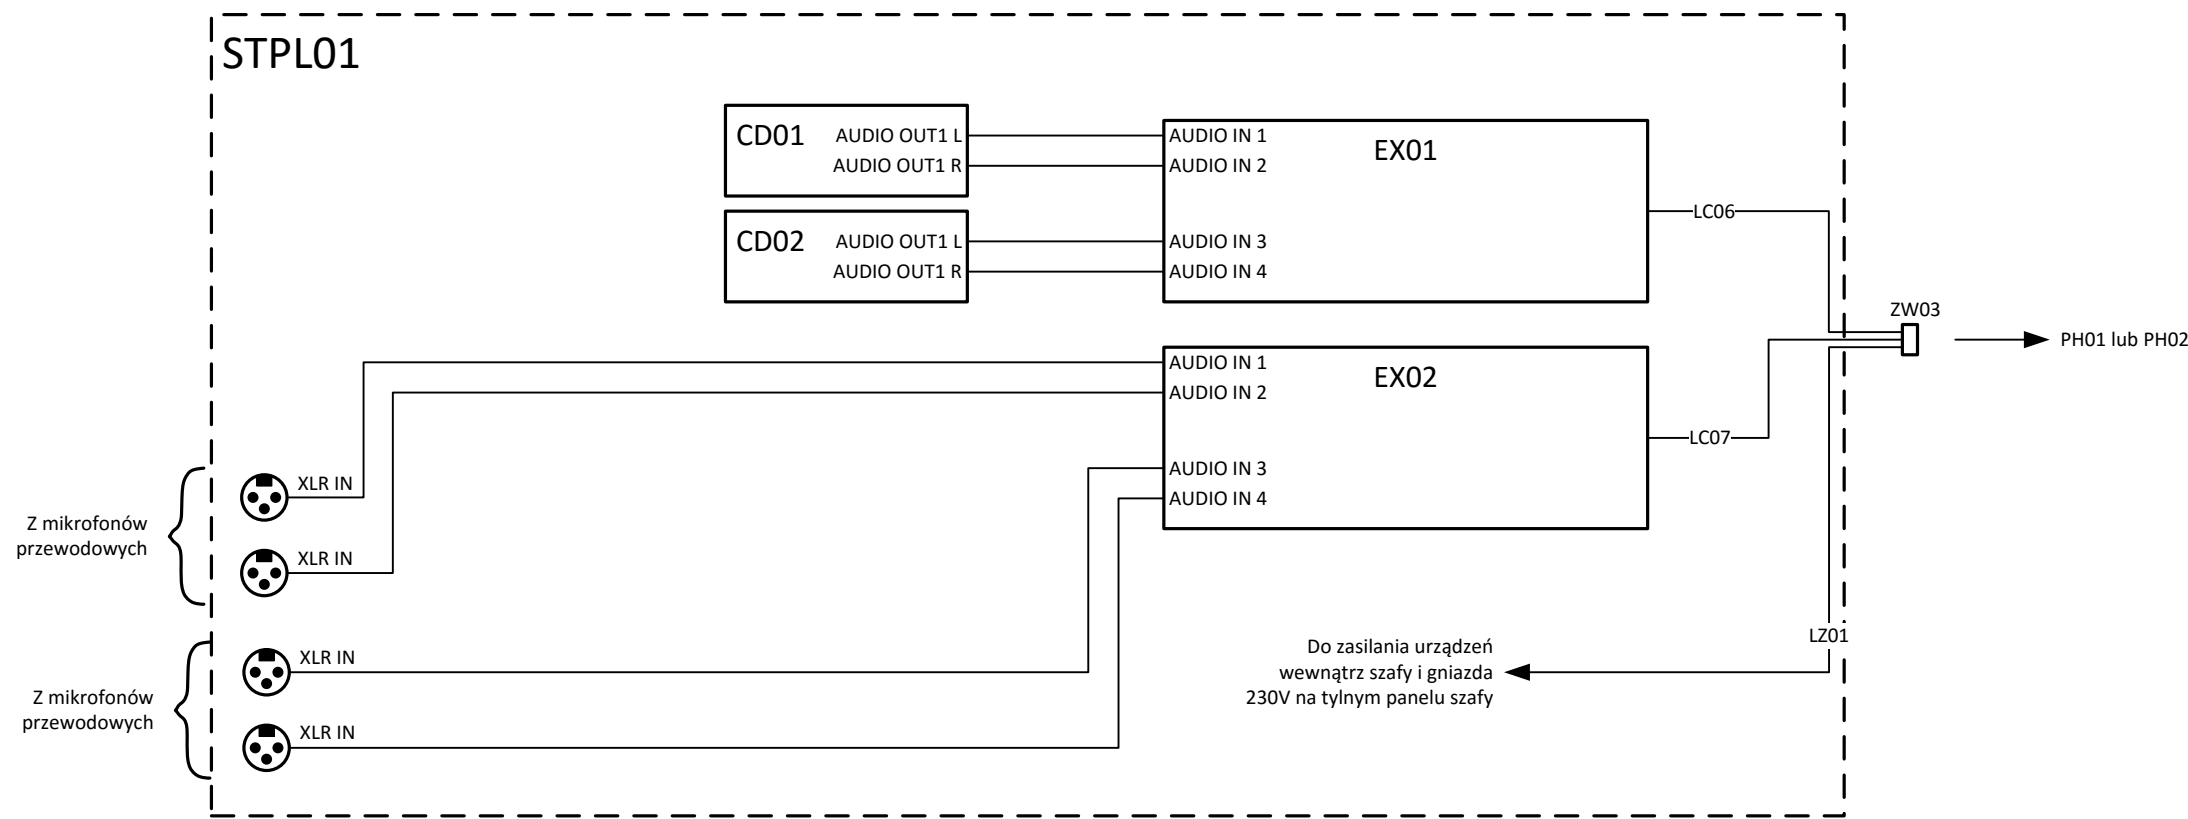 STPL01
CD01
AUDIO OUT1 L
AUDIO OUT1 R
CD02
AUDIO OUT1 L
AUDIO OUT1 R
AUDIO IN 1
AUDIO IN 2
AUDIO IN 3
AUDIO IN 4
EX01
LC06
ZW03
PH01 lub PH02
AUDIO IN 1
AUDIO IN 2
AUDIO IN 3
AUDIO IN 4
EX02
LC07
XLR IN
XLR IN
Z mikrofonów
przewodowych
XLR IN
XLR IN
Z mikrofonów
przewodowych
LZ01
Do zasilania urządzeń
wewnątrz szafy i gniazda
230V na tylnym panelu szafy